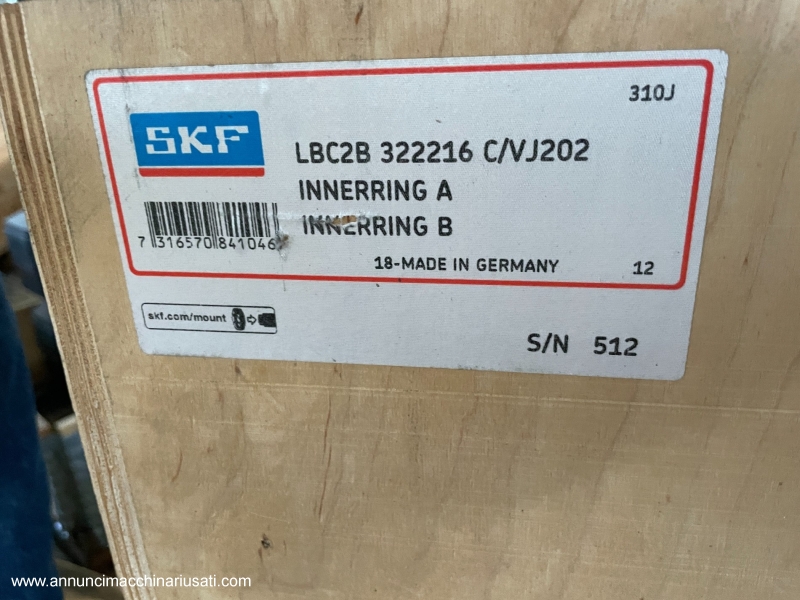 310J
SKF
LBC2B 322216 C/VJ202
INNERRING A
INNERRING B
7 316570 841046
18-MADE IN GERMANY
12
skf.com/mount
S/N 512
www.annuncimacchinariusati.com